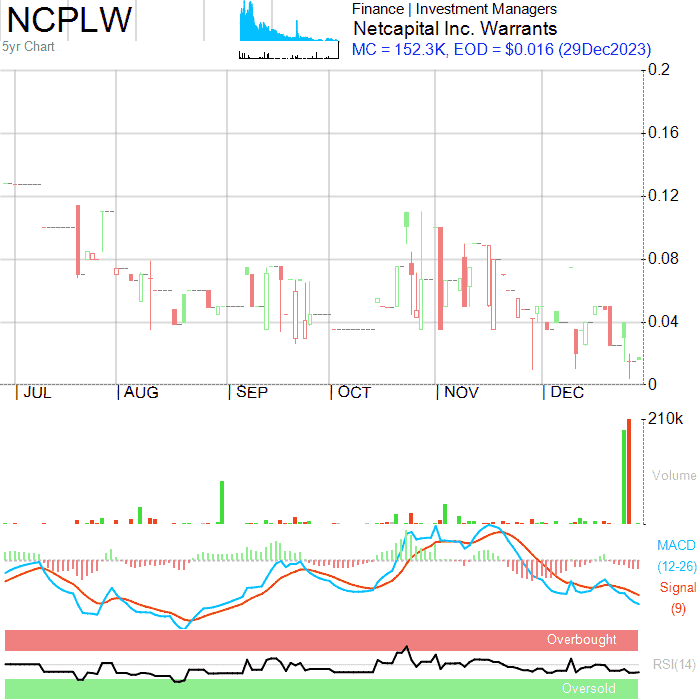 NCPLW
5yr Chart
Finance | Investment Managers
Netcapital Inc. Warrants
MC = 152.3K, EOD = $0.016 (29Dec2023)
0.2
0.16
0.12
0.08
0.04
0
JUL AUG SEP OCT NOV DEC
210k
Volume
MACD
(12-26)
Signal
(9)
Overbought
RSI(14)
Oversold